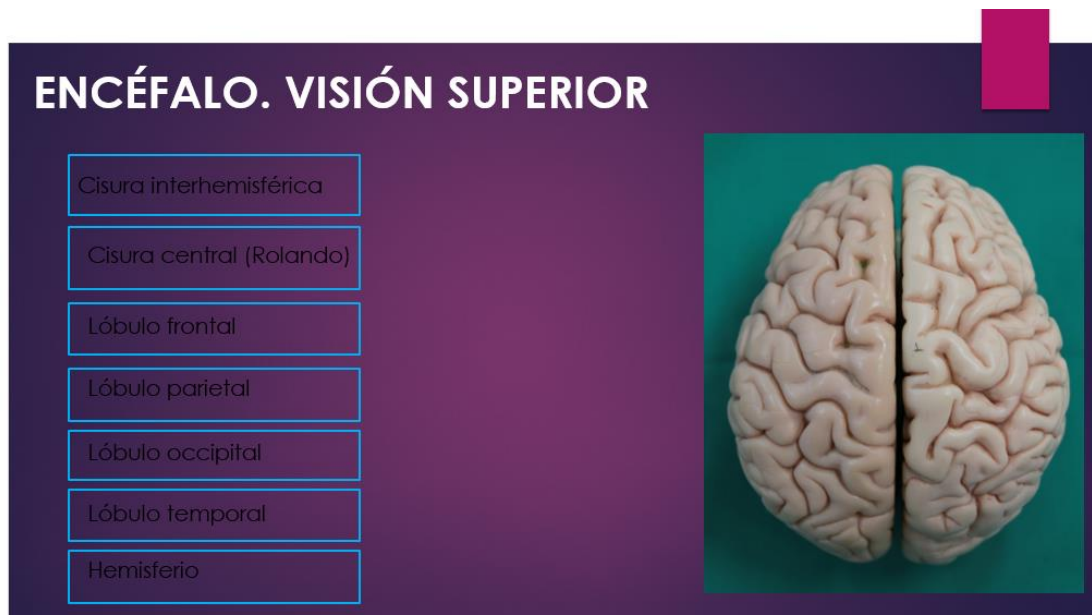 ENCÉFALO. VISIÓN SUPERIOR
Cisura interhemisférica
Cisura central (Rolando)
Lóbulo frontal
Lóbulo parietal
Lóbulo occipital
Lóbulo temporal
Hemisferio